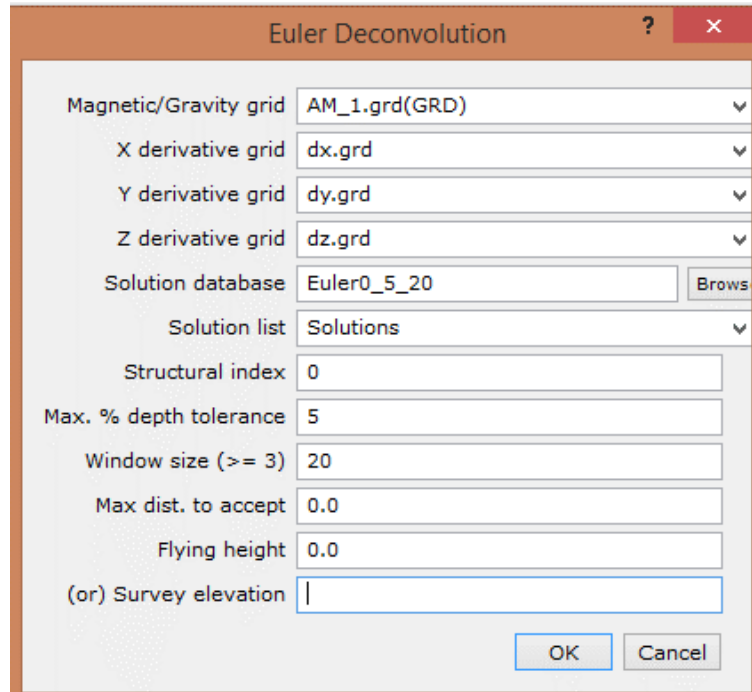 Euler Deconvolution ? ×
Magnetic/Gravity grid AM_1.grd(GRD)
X derivative grid dx.grd
Y derivative grid dy.grd
Z derivative grid dz.grd
Solution database Euler0_5_20 Brows
Solution list Solutions
Structural index 0
Max. % depth tolerance 5
Window size (>= 3) 20
Max dist. to accept 0.0
Flying height 0.0
(or) Survey elevation
OK Cancel